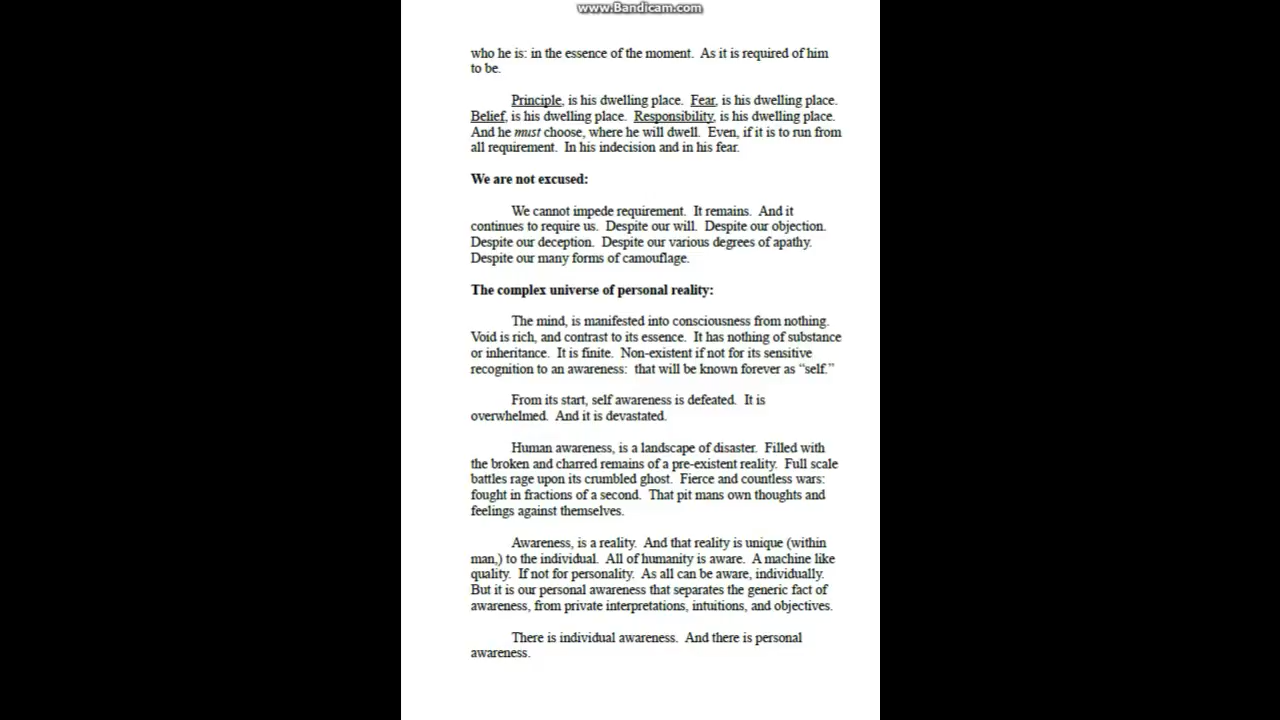 www.Bandicam.com
who he is: in the essence of the moment.  As it is required of him
to be.
Principle, is his dwelling place.  Fear, is his dwelling place.
Belief, is his dwelling place.  Responsibility, is his dwelling place.
And he must choose, where he will dwell.  Even, if it is to run from
all requirement.  In his indecision and in his fear.
We are not excused:
We cannot impede requirement.  It remains.  And it
continues to require us.  Despite our will.  Despite our objection.
Despite our deception.  Despite our various degrees of apathy.
Despite our many forms of camouflage.
The complex universe of personal reality:
The mind, is manifested into consciousness from nothing.
Void is rich, and contrast to its essence.  It has nothing of substance
or inheritance.  It is finite.  Non-existent if not for its sensitive
recognition to an awareness:  that will be known forever as “self.”
From its start, self awareness is defeated.  It is
overwhelmed.  And it is devastated.
Human awareness, is a landscape of disaster.  Filled with
the broken and charred remains of a pre-existent reality.  Full scale
battles rage upon its crumbled ghost.  Fierce and countless wars:
fought in fractions of a second.  That pit mans own thoughts and
feelings against themselves.
Awareness, is a reality.  And that reality is unique (within
man,) to the individual.  All of humanity is aware.  A machine like
quality.  If not for personality.  As all can be aware, individually.
But it is our personal awareness that separates the generic fact of
awareness, from private interpretations, intuitions, and objectives.
There is individual awareness.  And there is personal
awareness.